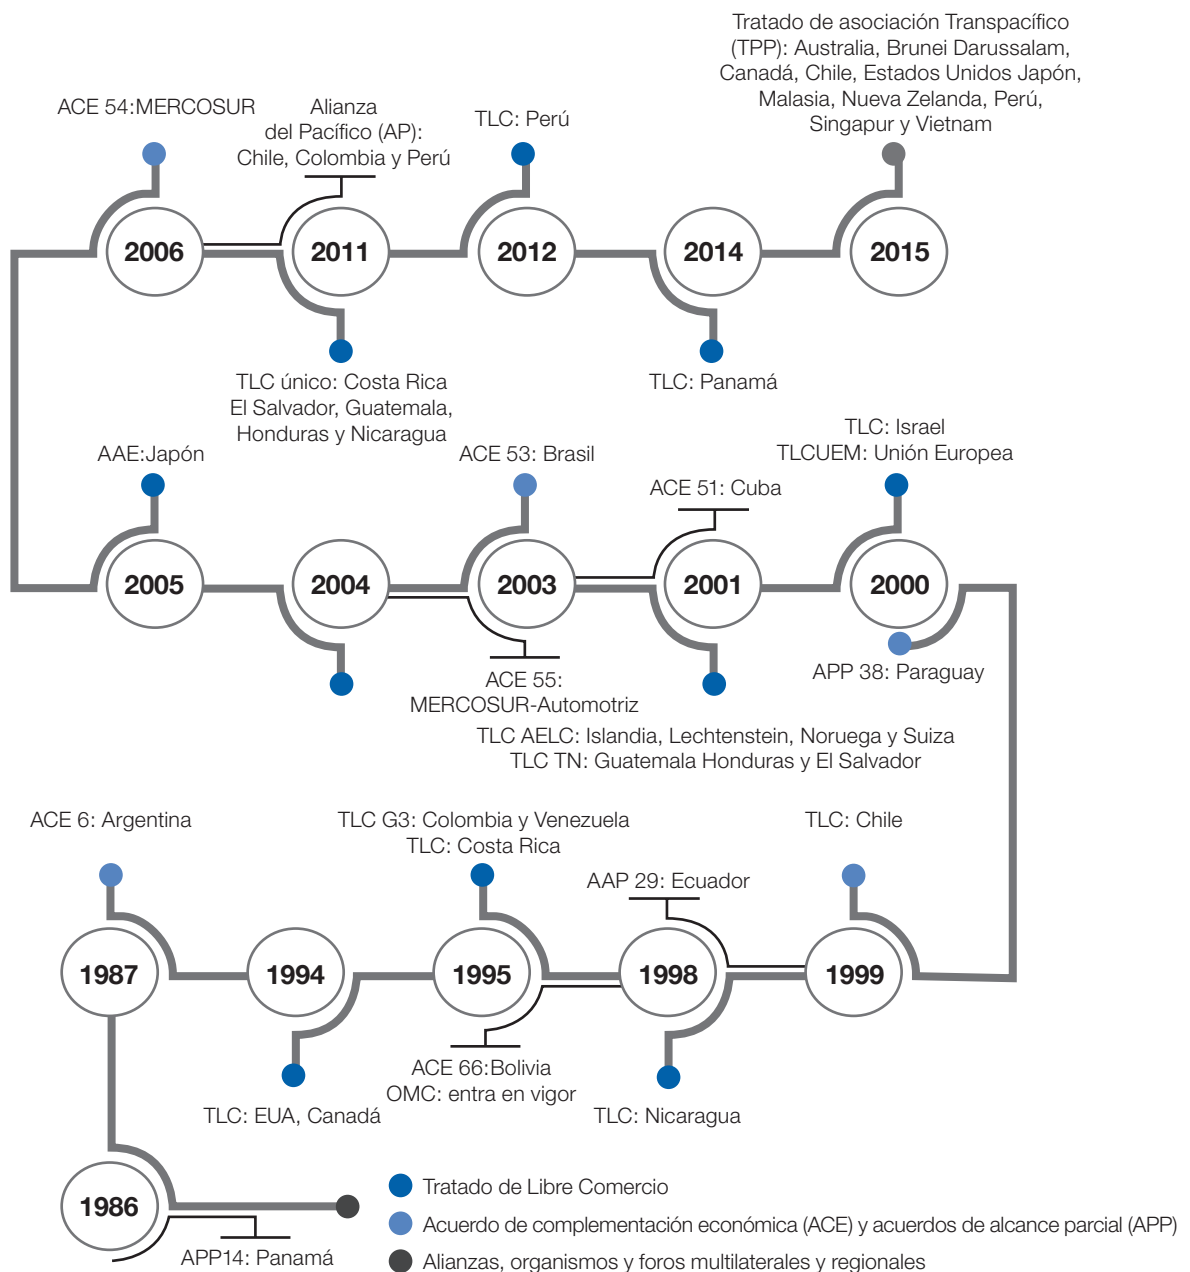 Tratado de asociación Transpacífico
(TPP): Australia, Brunei Darussalam,
Canadá, Chile, Estados Unidos Japón,
Malasia, Nueva Zelanda, Perú,
Singapur y Vietnam
ACE 54:MERCOSUR
Alianza
del Pacífico (AP):
Chile, Colombia y Perú
TLC: Perú
2006
2011
2012
2014
2015
TLC único: Costa Rica
El Salvador, Guatemala,
Honduras y Nicaragua
TLC: Panamá
AAE:Japón
ACE 53: Brasil
ACE 51: Cuba
TLC: Israel
TLCUEM: Unión Europea
2005
2004
2003
2001
2000
ACE 55:
MERCOSUR-Automotriz
APP 38: Paraguay
TLC AELC: Islandia, Lechtenstein, Noruega y Suiza
TLC TN: Guatemala Honduras y El Salvador
ACE 6: Argentina
TLC G3: Colombia y Venezuela
TLC: Costa Rica
AAP 29: Ecuador
TLC: Chile
1987
1994
1995
1998
1999
TLC: EUA, Canadá
ACE 66:Bolivia
OMC: entra en vigor
TLC: Nicaragua
1986
APP14: Panamá
Tratado de Libre Comercio
Acuerdo de complementación económica (ACE) y acuerdos de alcance parcial (APP)
Alianzas, organismos y foros multilaterales y regionales